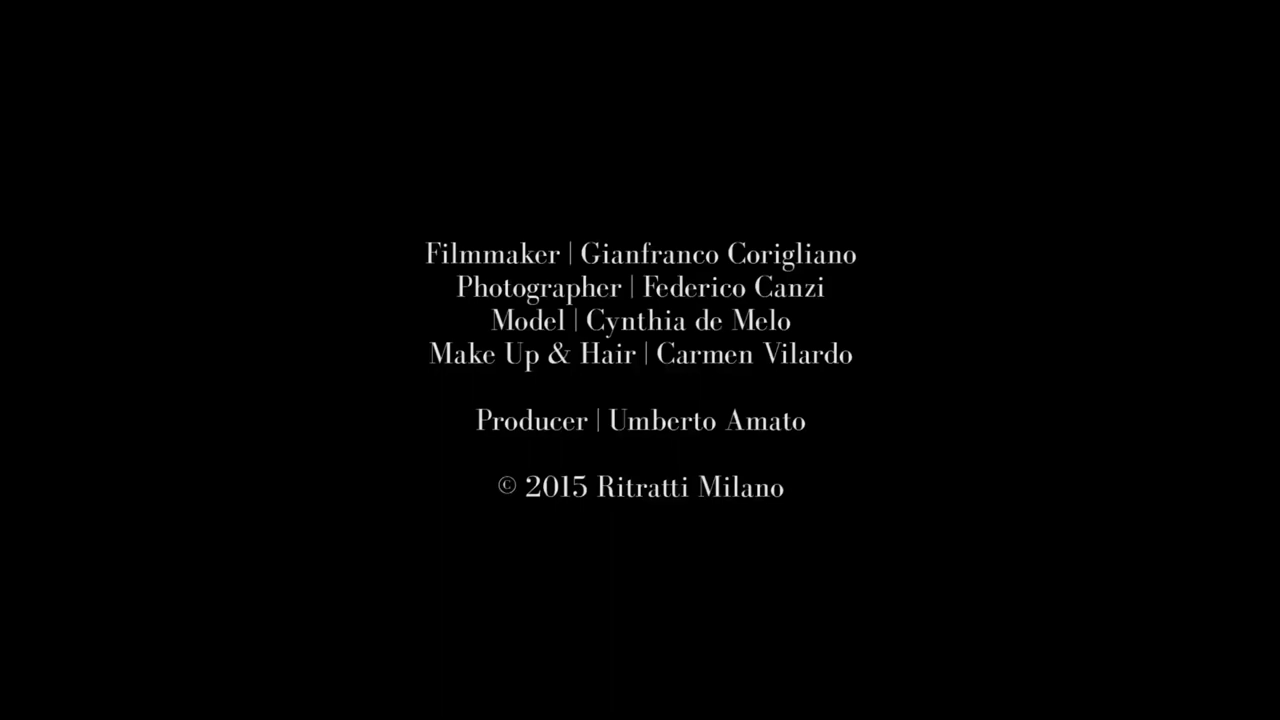 Filmmaker | Gianfranco Corigliano
Photographer | Federico Canzi
Model | Cynthia de Melo
Make Up & Hair | Carmen Vilardo
Producer | Umberto Amato
© 2015 Ritratti Milano